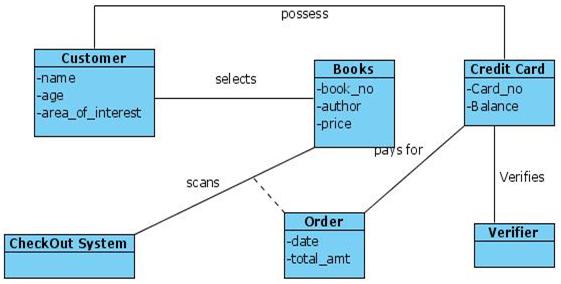 possess
Customer
-name
-age
-area_of_interest
selects
Books
-book_no
-author
-price
Credit Card
-Card_no
-Balance
pays for
Verifies
scans
CheckOut System
Order
-date
-total_amt
Verifier